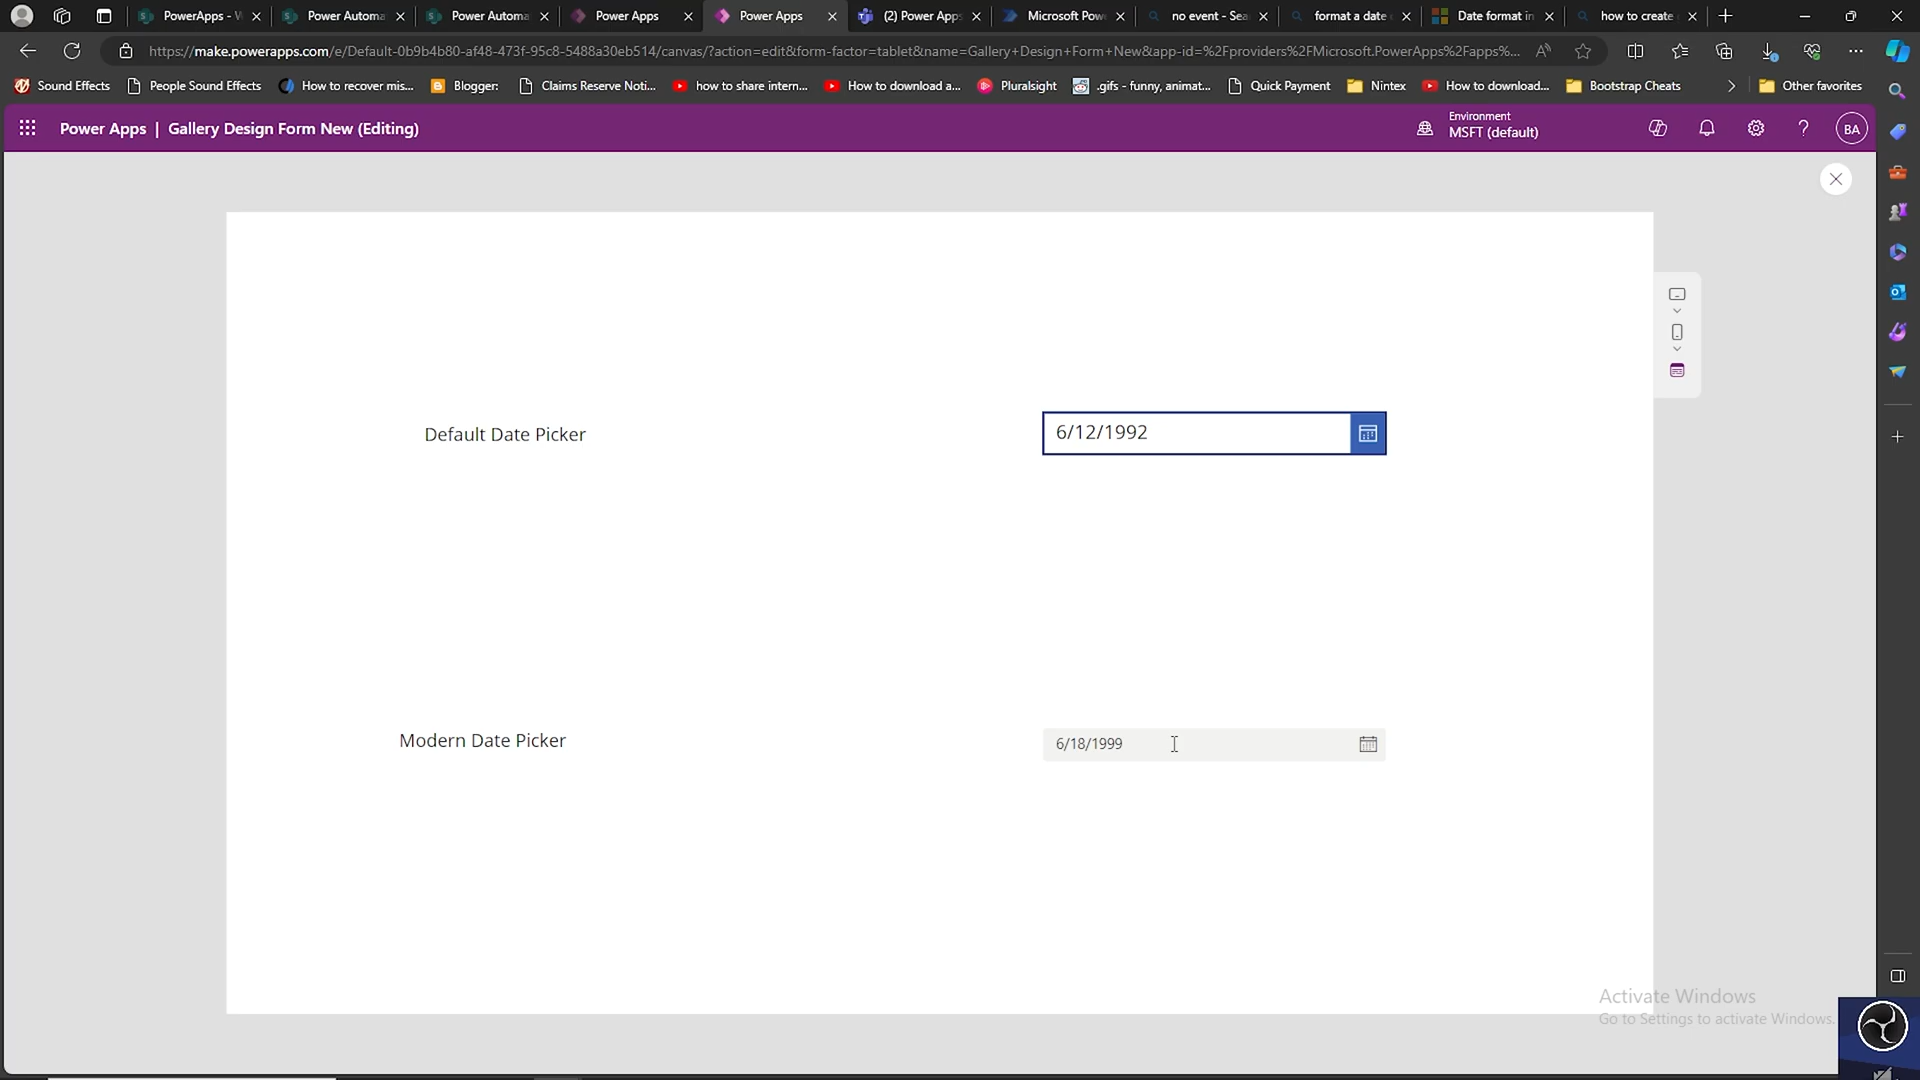 PowerApps - W
Power Automa
Power Automa
Power Apps
Power Apps
(2) Power Apps
Microsoft Pow
no event - Sea
format a date
Date format in
how to create
https://make.powerapps.com/e/Default-0b9b4b80-af48-473f-95c8-5488a30eb514/canvas/?action=edit&form-factor=tablet&name=Gallery+Design+Form+New&app-id=%2Fproviders%2FMicrosoft.PowerApps%2Fapps%...
Sound Effects
People Sound Effects
How to recover mis...
Blogger:
Claims Reserve Noti...
how to share intern...
How to download a...
Pluralsight
.gifs - funny, animat...
Quick Payment
Nintex
How to download...
Bootstrap Cheats
Other favorites
Power Apps | Gallery Design Form New (Editing)
Environment
MSFT (default)
BA
Default Date Picker
6/12/1992
Modern Date Picker
6/18/1999
Activate Windows
Go to Settings to activate Windows.